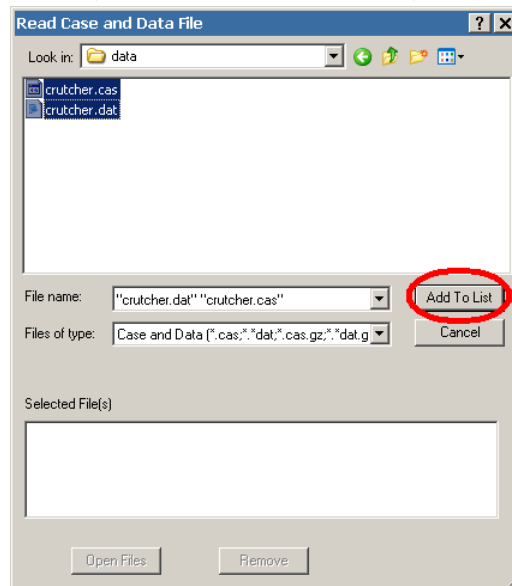 Read Case and Data File
Look in: data
crutcher.cas
crutcher.dat
File name: "crutcher.dat" "crutcher.cas" Add To List
Files of type: Case and Data (*.cas;*.*dat;*.cas.gz;*.*dat.g Cancel
Selected File(s)
Open Files Remove